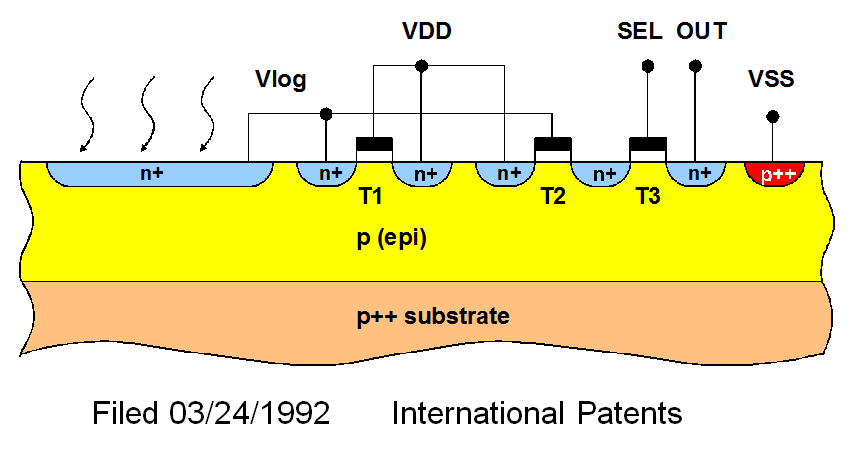 VDD
SEL OUT
Vlog
VSS
n+ n+ n+ n+ n+ n+ p++
T1 T2 T3
p (epi)
p++ substrate
Filed 03/24/1992 International Patents